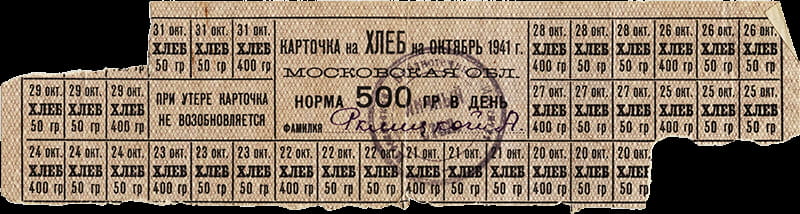 31 окт. 31 окт. 31 окт.
ХЛЕБ ХЛЕБ ХЛЕБ
50 гр 50 гр 400 гр
КАРТОЧКА на ХЛЕБ на ОКТЯБРЬ 1941 г.
МОСКОВСКАЯ ОБЛ.
НОРМА 500 ГР. В ДЕНЬ
ФАМИЛИЯ
28 окт. 28 окт. 28 окт. 26 окт. 26 окт. 26 окт.
ХЛЕБ ХЛЕБ ХЛЕБ ХЛЕБ ХЛЕБ ХЛЕБ
400 гр 50 гр 50 гр 400 гр 50 гр 50 гр
29 окт. 29 окт. 29 окт.
ХЛЕБ ХЛЕБ ХЛЕБ
50 гр 50 гр 400 гр
ПРИ УТЕРЕ КАРТОЧКА
НЕ ВОЗОБНОВЛЯЕТСЯ
27 окт. 27 окт. 27 окт. 25 окт. 25 окт. 25 окт.
ХЛЕБ ХЛЕБ ХЛЕБ ХЛЕБ ХЛЕБ ХЛЕБ
400 гр 50 гр 50 гр 400 гр 50 гр 50 гр
24 окт. 24 окт. 24 окт. 23 окт. 23 окт. 23 окт. 22 окт. 22 окт. 22 окт. 21 окт. 21 окт. 21 окт. 20 окт. 20 окт. 20 окт.
ХЛЕБ ХЛЕБ ХЛЕБ ХЛЕБ ХЛЕБ ХЛЕБ ХЛЕБ ХЛЕБ ХЛЕБ ХЛЕБ ХЛЕБ ХЛЕБ ХЛЕБ ХЛЕБ ХЛЕБ
400 гр 50 гр 50 гр 400 гр 50 гр 50 гр 400 гр 50 гр 50 гр 400 гр 50 гр 50 гр 400 гр 50 гр 50 гр